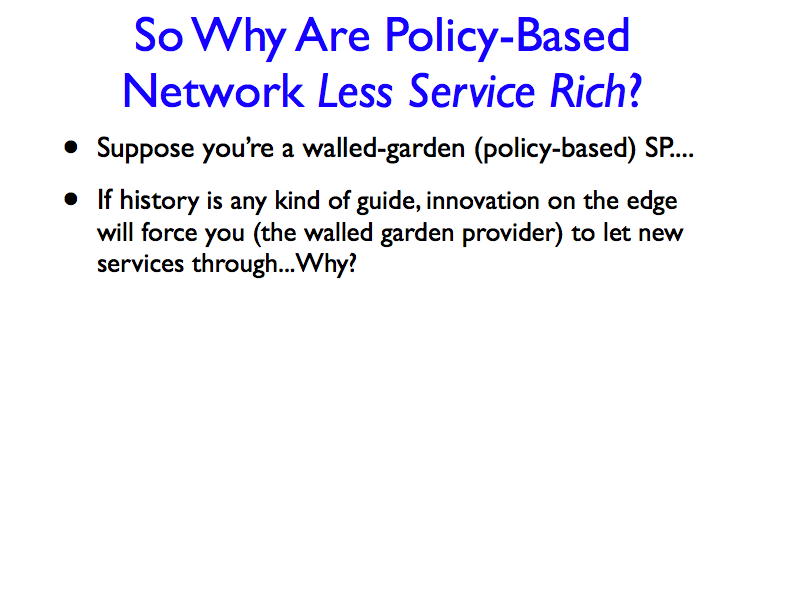 So Why Are Policy-Based
Network Less Service Rich?
• Suppose you're a walled-garden (policy-based) SP....
• If history is any kind of guide, innovation on the edge
will force you (the walled garden provider) to let new
services through...Why?